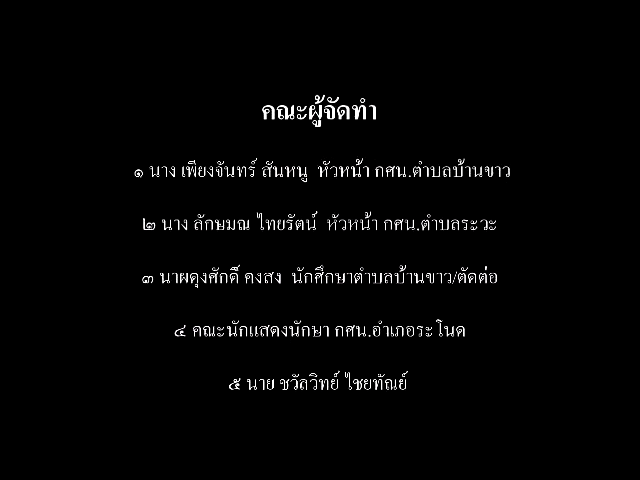 คณะผู้จัดทำ
๑ นาง เพียงจันทร์ สันหนู หัวหน้า กศน.ตำบลบ้านขาว
๒ นาง ลักษมณ ไทยรัตน์ หัวหน้า กศน.ตำบลระวะ
๓ นาผดุงศักดิ์ คงสง นักศึกษาตำบลบ้านขาว/ตัดต่อ
๔ คณะนักแสดงนักษา กศน.อำเภอระโนด
๕ นาย ชวัลวิทย์ ไชยทัณย์